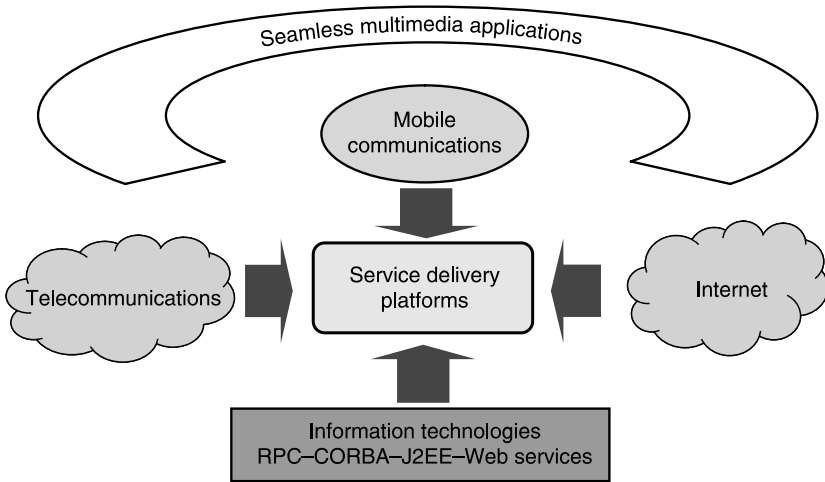 Seamless multimedia applications
Mobile
communications
Telecommunications
Service delivery
platforms
Internet
Information technologies
RPC–CORBA–J2EE–Web services